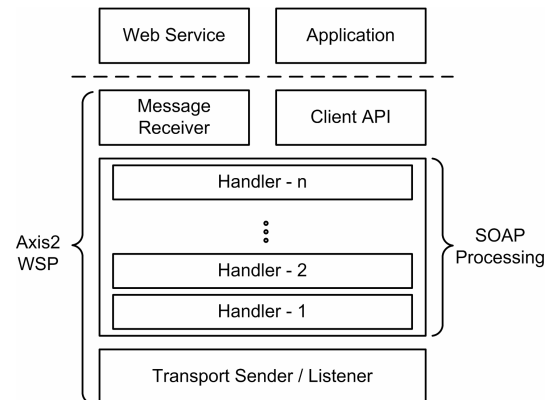 Web Service
Application
Message
Receiver
Client API
Handler - n
Axis2
WSP
SOAP
Processing
Handler - 2
Handler - 1
Transport Sender / Listener